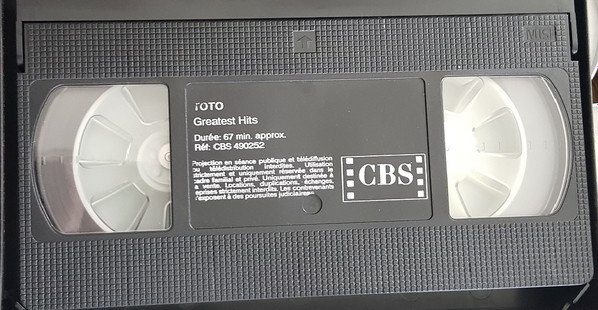 MUSI
TOTO
Greatest Hits
Durée: 67 min. approx.
Réf: CBS 490252
Projection en séance publique et télédiffusion
ou télédistribution interdites. Utilisation
strictement et uniquement réservée dans le
cadre familial et privé. Uniquement destinée à
la vente. Locations, duplications, échanges,
reprises strictement interdits. Les contrevenants
s'exposent à des poursuites judiciaires
CBS